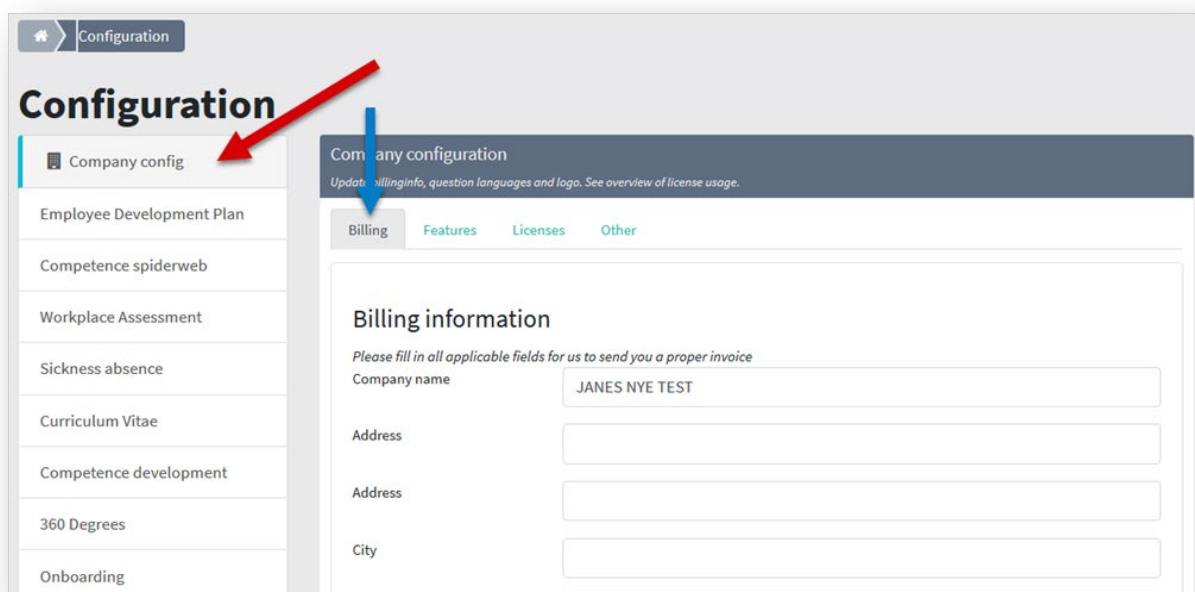 Configuration
Configuration
Company config
Employee Development Plan
Competence spiderweb
Workplace Assessment
Sickness absence
Curriculum Vitae
Competence development
360 Degrees
Onboarding
Company configuration
Update billinginfo, question languages and logo. See overview of license usage.
Billing Features Licenses Other
Billing information
Please fill in all applicable fields for us to send you a proper invoice
Company name JANES NYE TEST
Address
Address
City